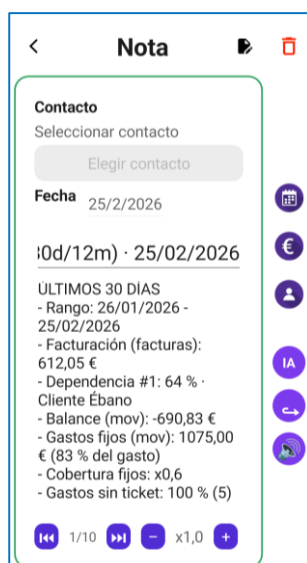 Nota
Contacto
Seleccionar contacto
Elegir contacto
Fecha
25/2/2026
30d/12m) · 25/02/2026
ÚLTIMOS 30 DÍAS
- Rango: 26/01/2026 -
25/02/2026
- Facturación (facturas):
612,05 €
- Dependencia #1: 64 % ·
Cliente Ébano
- Balance (mov): -690,83 €
- Gastos fijos (mov): 1075,00
€ (83 % del gasto)
- Cobertura fijos: x0,6
- Gastos sin ticket: 100 % (5)
€
IA
1/10
x1,0